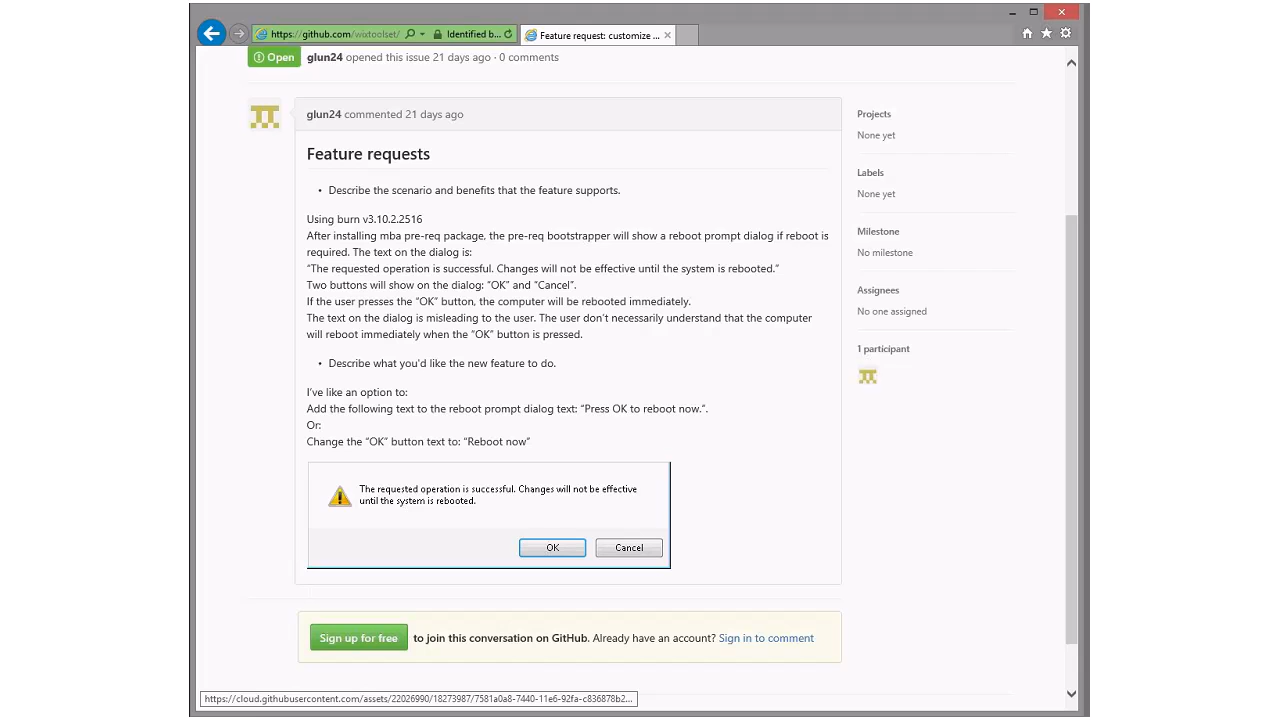 https://github.com/wixtoolset/
Identified b...
Feature request: customize ...
Open
glun24 opened this issue 21 days ago · 0 comments
glun24 commented 21 days ago
Feature requests
• Describe the scenario and benefits that the feature supports.
Using burn v3.10.2.2516
After installing mba pre-req package, the pre-req bootstrapper will show a reboot prompt dialog if reboot is
required. The text on the dialog is:
“The requested operation is successful. Changes will not be effective until the system is rebooted.”
Two buttons will show on the dialog: “OK” and “Cancel”.
If the user presses the “OK” button, the computer will be rebooted immediately.
The text on the dialog is misleading to the user. The user don’t necessarily understand that the computer
will reboot immediately when the “OK” button is pressed.
• Describe what you'd like the new feature to do.
I’ve like an option to:
Add the following text to the reboot prompt dialog text: “Press OK to reboot now.”.
Or:
Change the “OK” button text to: “Reboot now”
The requested operation is successful. Changes will not be effective
until the system is rebooted.
OK
Cancel
Projects
None yet
Labels
None yet
Milestone
No milestone
Assignees
No one assigned
1 participant
Sign up for free to join this conversation on GitHub. Already have an account? Sign in to comment
https://cloud.githubusercontent.com/assets/22026990/18273987/7581a0a8-7440-11e6-92fa-c836878b2...